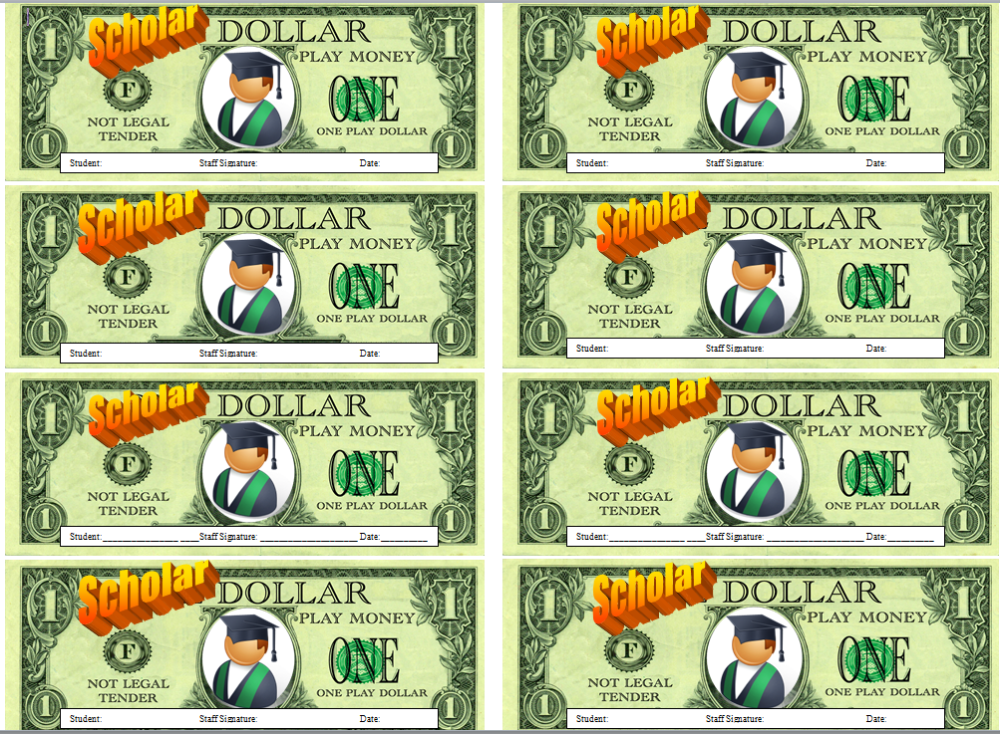 Scholar DOLLAR
1 1
PLAY MONEY
F ONE
NOT LEGAL
TENDER
ONE PLAY DOLLAR
1 1
Student: Staff Signature: Date:
Scholar DOLLAR
1 1
PLAY MONEY
F ONE
NOT LEGAL
TENDER
ONE PLAY DOLLAR
1 1
Student: Staff Signature: Date:
Scholar DOLLAR
1 1
PLAY MONEY
F ONE
NOT LEGAL
TENDER
ONE PLAY DOLLAR
1 1
Student: Staff Signature: Date:
Scholar DOLLAR
1 1
PLAY MONEY
F ONE
NOT LEGAL
TENDER
ONE PLAY DOLLAR
1 1
Student: Staff Signature: Date:
Scholar DOLLAR
1 1
PLAY MONEY
F ONE
NOT LEGAL
TENDER
ONE PLAY DOLLAR
1 1
Student:________________ ____Staff Signature: ____________________ Date:__________
Scholar DOLLAR
1 1
PLAY MONEY
F ONE
NOT LEGAL
TENDER
ONE PLAY DOLLAR
1 1
Student:________________ ____Staff Signature: ____________________ Date:__________
Scholar DOLLAR
1 1
PLAY MONEY
F ONE
NOT LEGAL
TENDER
ONE PLAY DOLLAR
1 1
Student: Staff Signature: Date:
Scholar DOLLAR
1 1
PLAY MONEY
F ONE
NOT LEGAL
TENDER
ONE PLAY DOLLAR
1 1
Student: Staff Signature: Date: